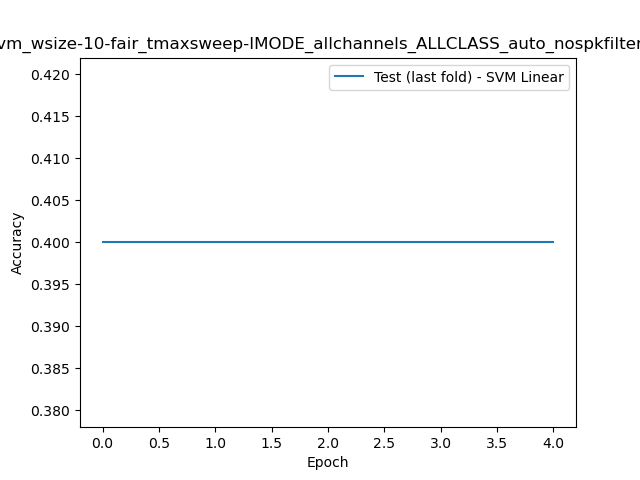 vm_wsize-10-fair_tmaxsweep-IMODE_allchannels_ALLCLASS_auto_nospkfilter
Test (last fold) - SVM Linear
0.420
0.415
0.410
0.405
0.400
0.395
0.390
0.385
0.380
Accuracy
0.0 0.5 1.0 1.5 2.0 2.5 3.0 3.5 4.0
Epoch